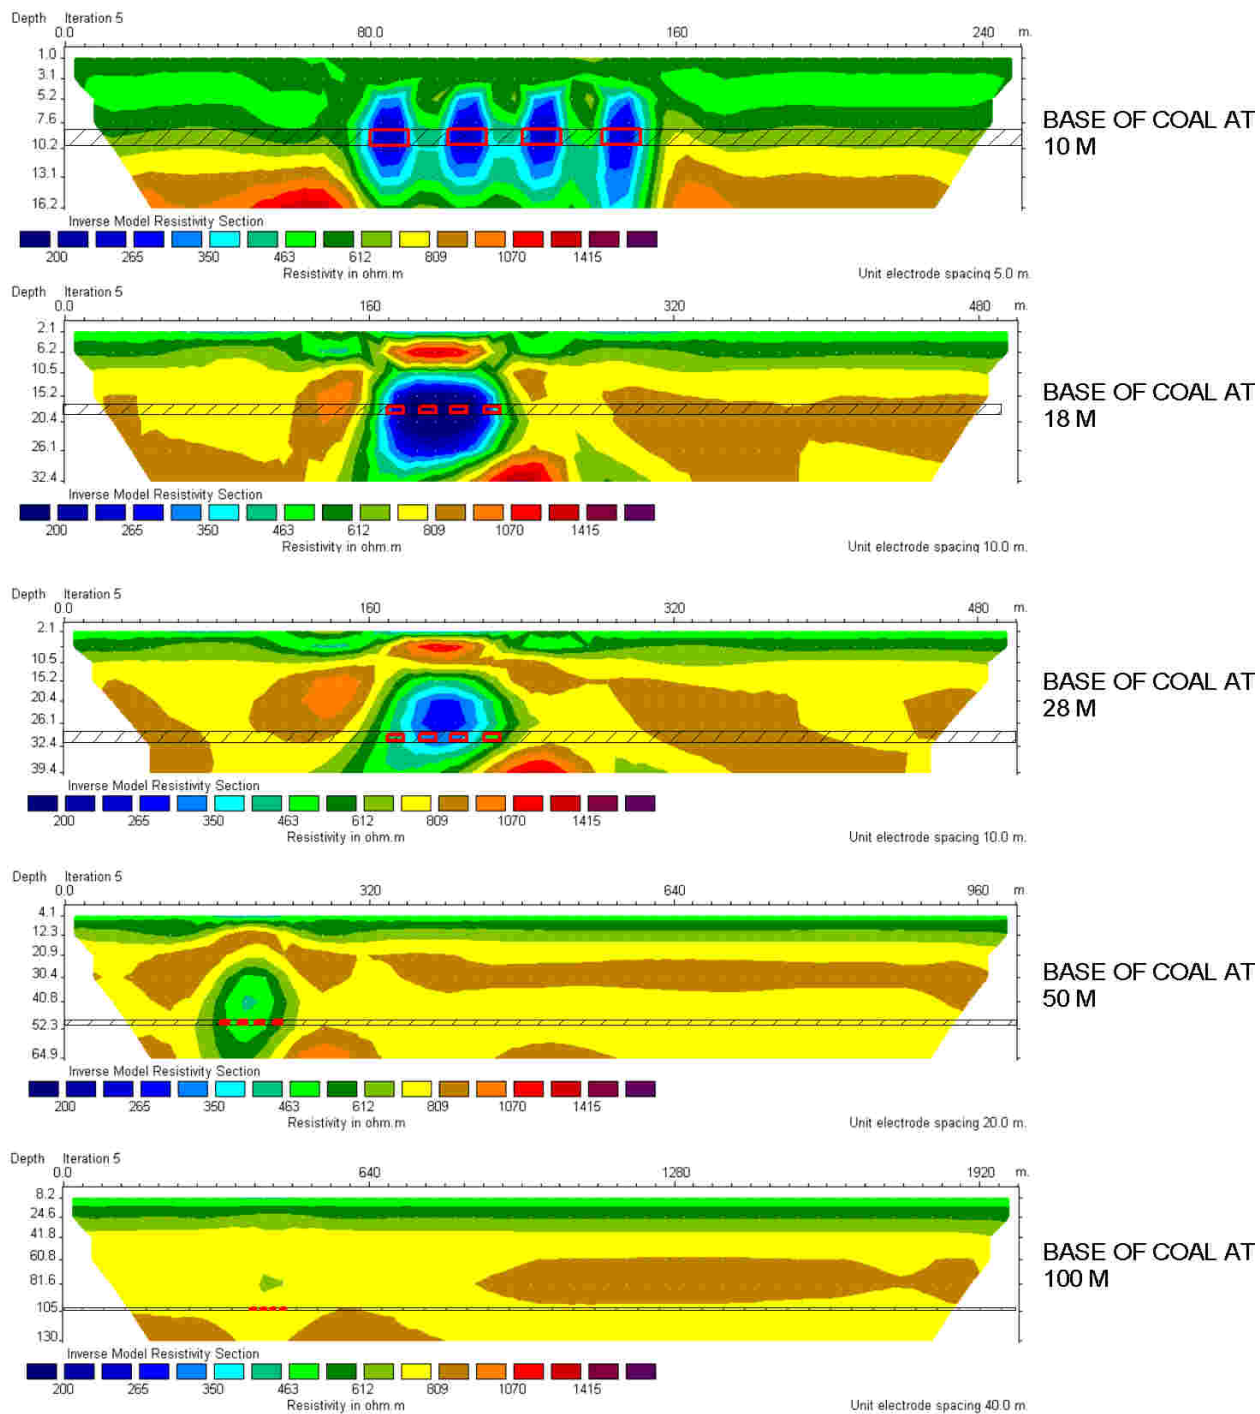 Depth Iteration 5
0.0 80.0 160 240 m.
1.0
3.1
5.2
7.6
10.2
13.1
16.2
BASE OF COAL AT
10 M
Inverse Model Resistivity Section
200 265 350 463 612 809 1070 1415
Resistivity in ohm.m
Unit electrode spacing 5.0 m.
Depth Iteration 5
0.0 160 320 480 m.
2.1
6.2
10.5
15.2
20.4
26.1
32.4
BASE OF COAL AT
18 M
Inverse Model Resistivity Section
200 265 350 463 612 809 1070 1415
Resistivity in ohm.m
Unit electrode spacing 10.0 m.
Depth Iteration 5
0.0 160 320 480 m.
2.1
10.5
15.2
20.4
26.1
32.4
39.4
BASE OF COAL AT
28 M
Inverse Model Resistivity Section
200 265 350 463 612 809 1070 1415
Resistivity in ohm.m
Unit electrode spacing 10.0 m.
Depth Iteration 5
0.0 320 640 960 m
4.1
12.3
20.9
30.4
40.8
52.3
64.9
BASE OF COAL AT
50 M
Inverse Model Resistivity Section
200 265 350 463 612 809 1070 1415
Resistivity in ohm.m
Unit electrode spacing 20.0 m.
Depth Iteration 5
0.0 640 1280 1920 m.
8.2
24.6
41.8
60.8
81.6
105
130
BASE OF COAL AT
100 M
Inverse Model Resistivity Section
200 265 350 463 612 809 1070 1415
Resistivity in ohm.m
Unit electrode spacing 40.0 m.